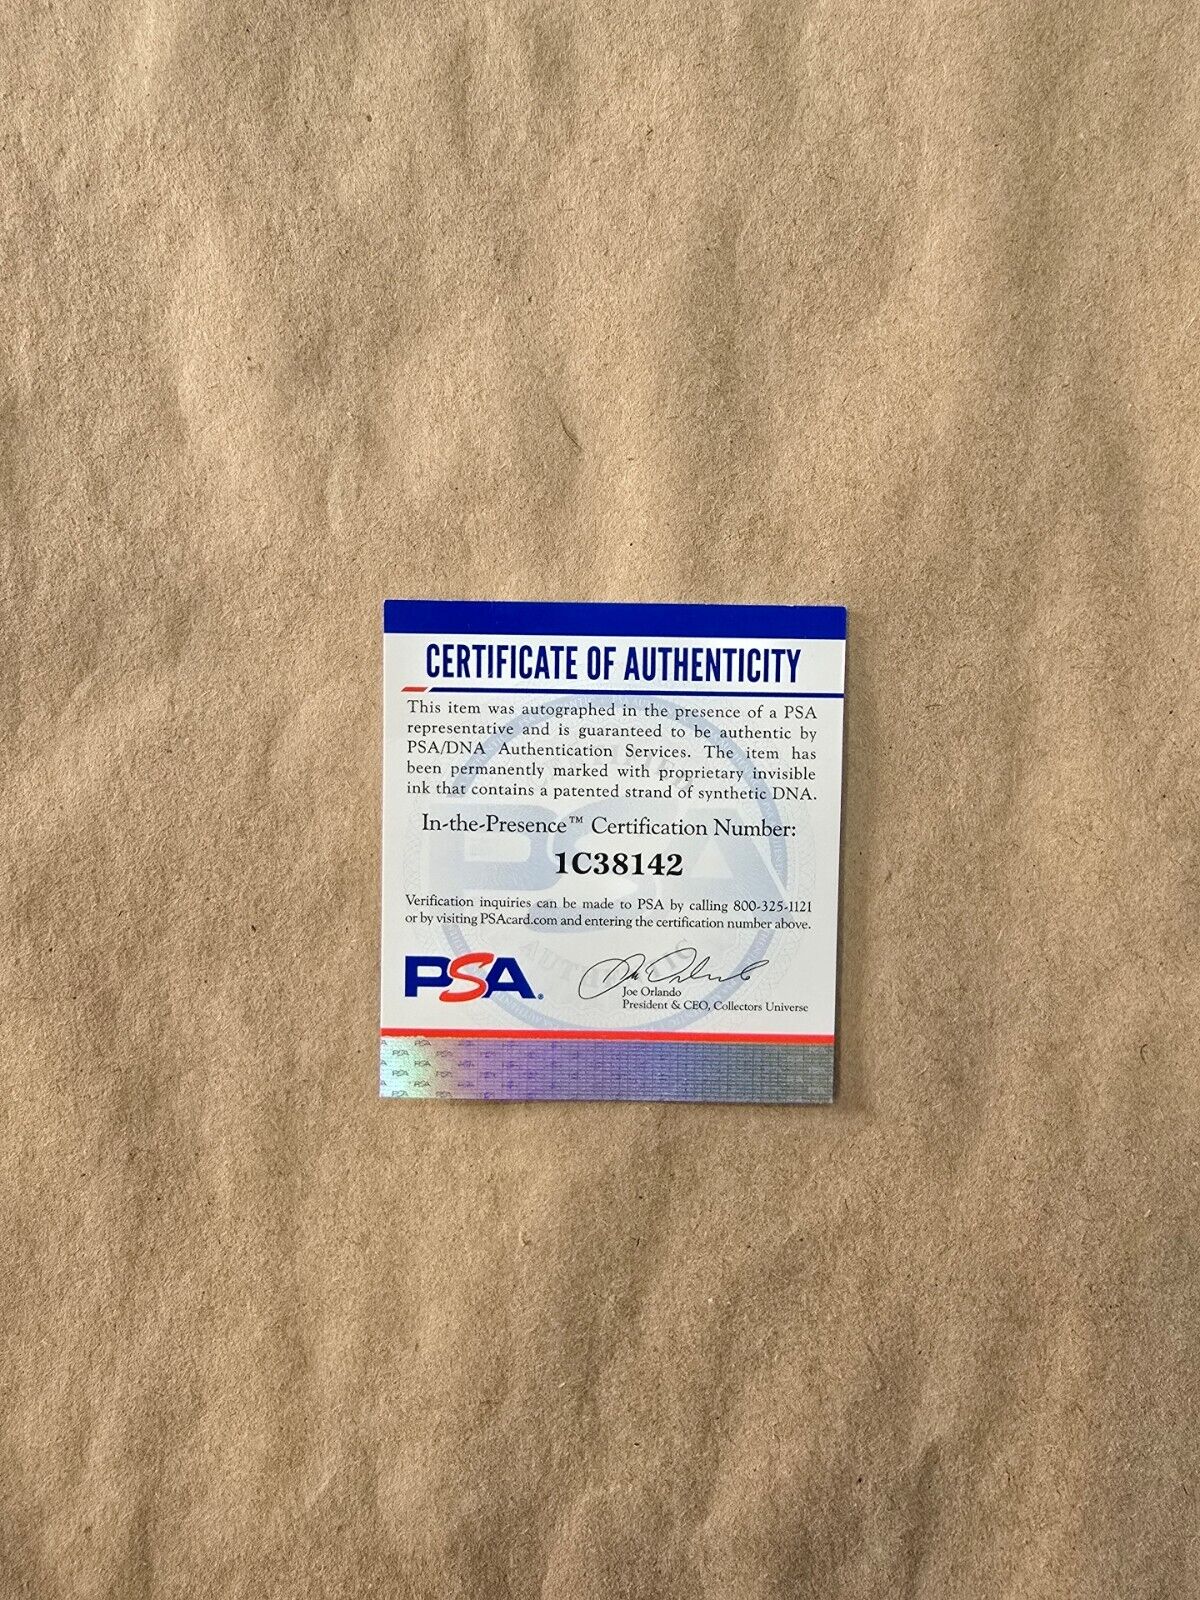 CERTIFICATE OF AUTHENTICITY
This item was autographed in the presence of a PSA
representative and is guaranteed to be authentic by
PSA/DNA Authentication Services. The item has
been permanently marked with proprietary invisible
ink that contains a patented strand of synthetic DNA.
In-the-Presence™ Certification Number:
1C38142
Verification inquiries can be made to PSA by calling 800-325-1121
or by visiting PSAcard.com and entering the certification number above.
PSA
Joe Orlando
President & CEO, Collectors Universe